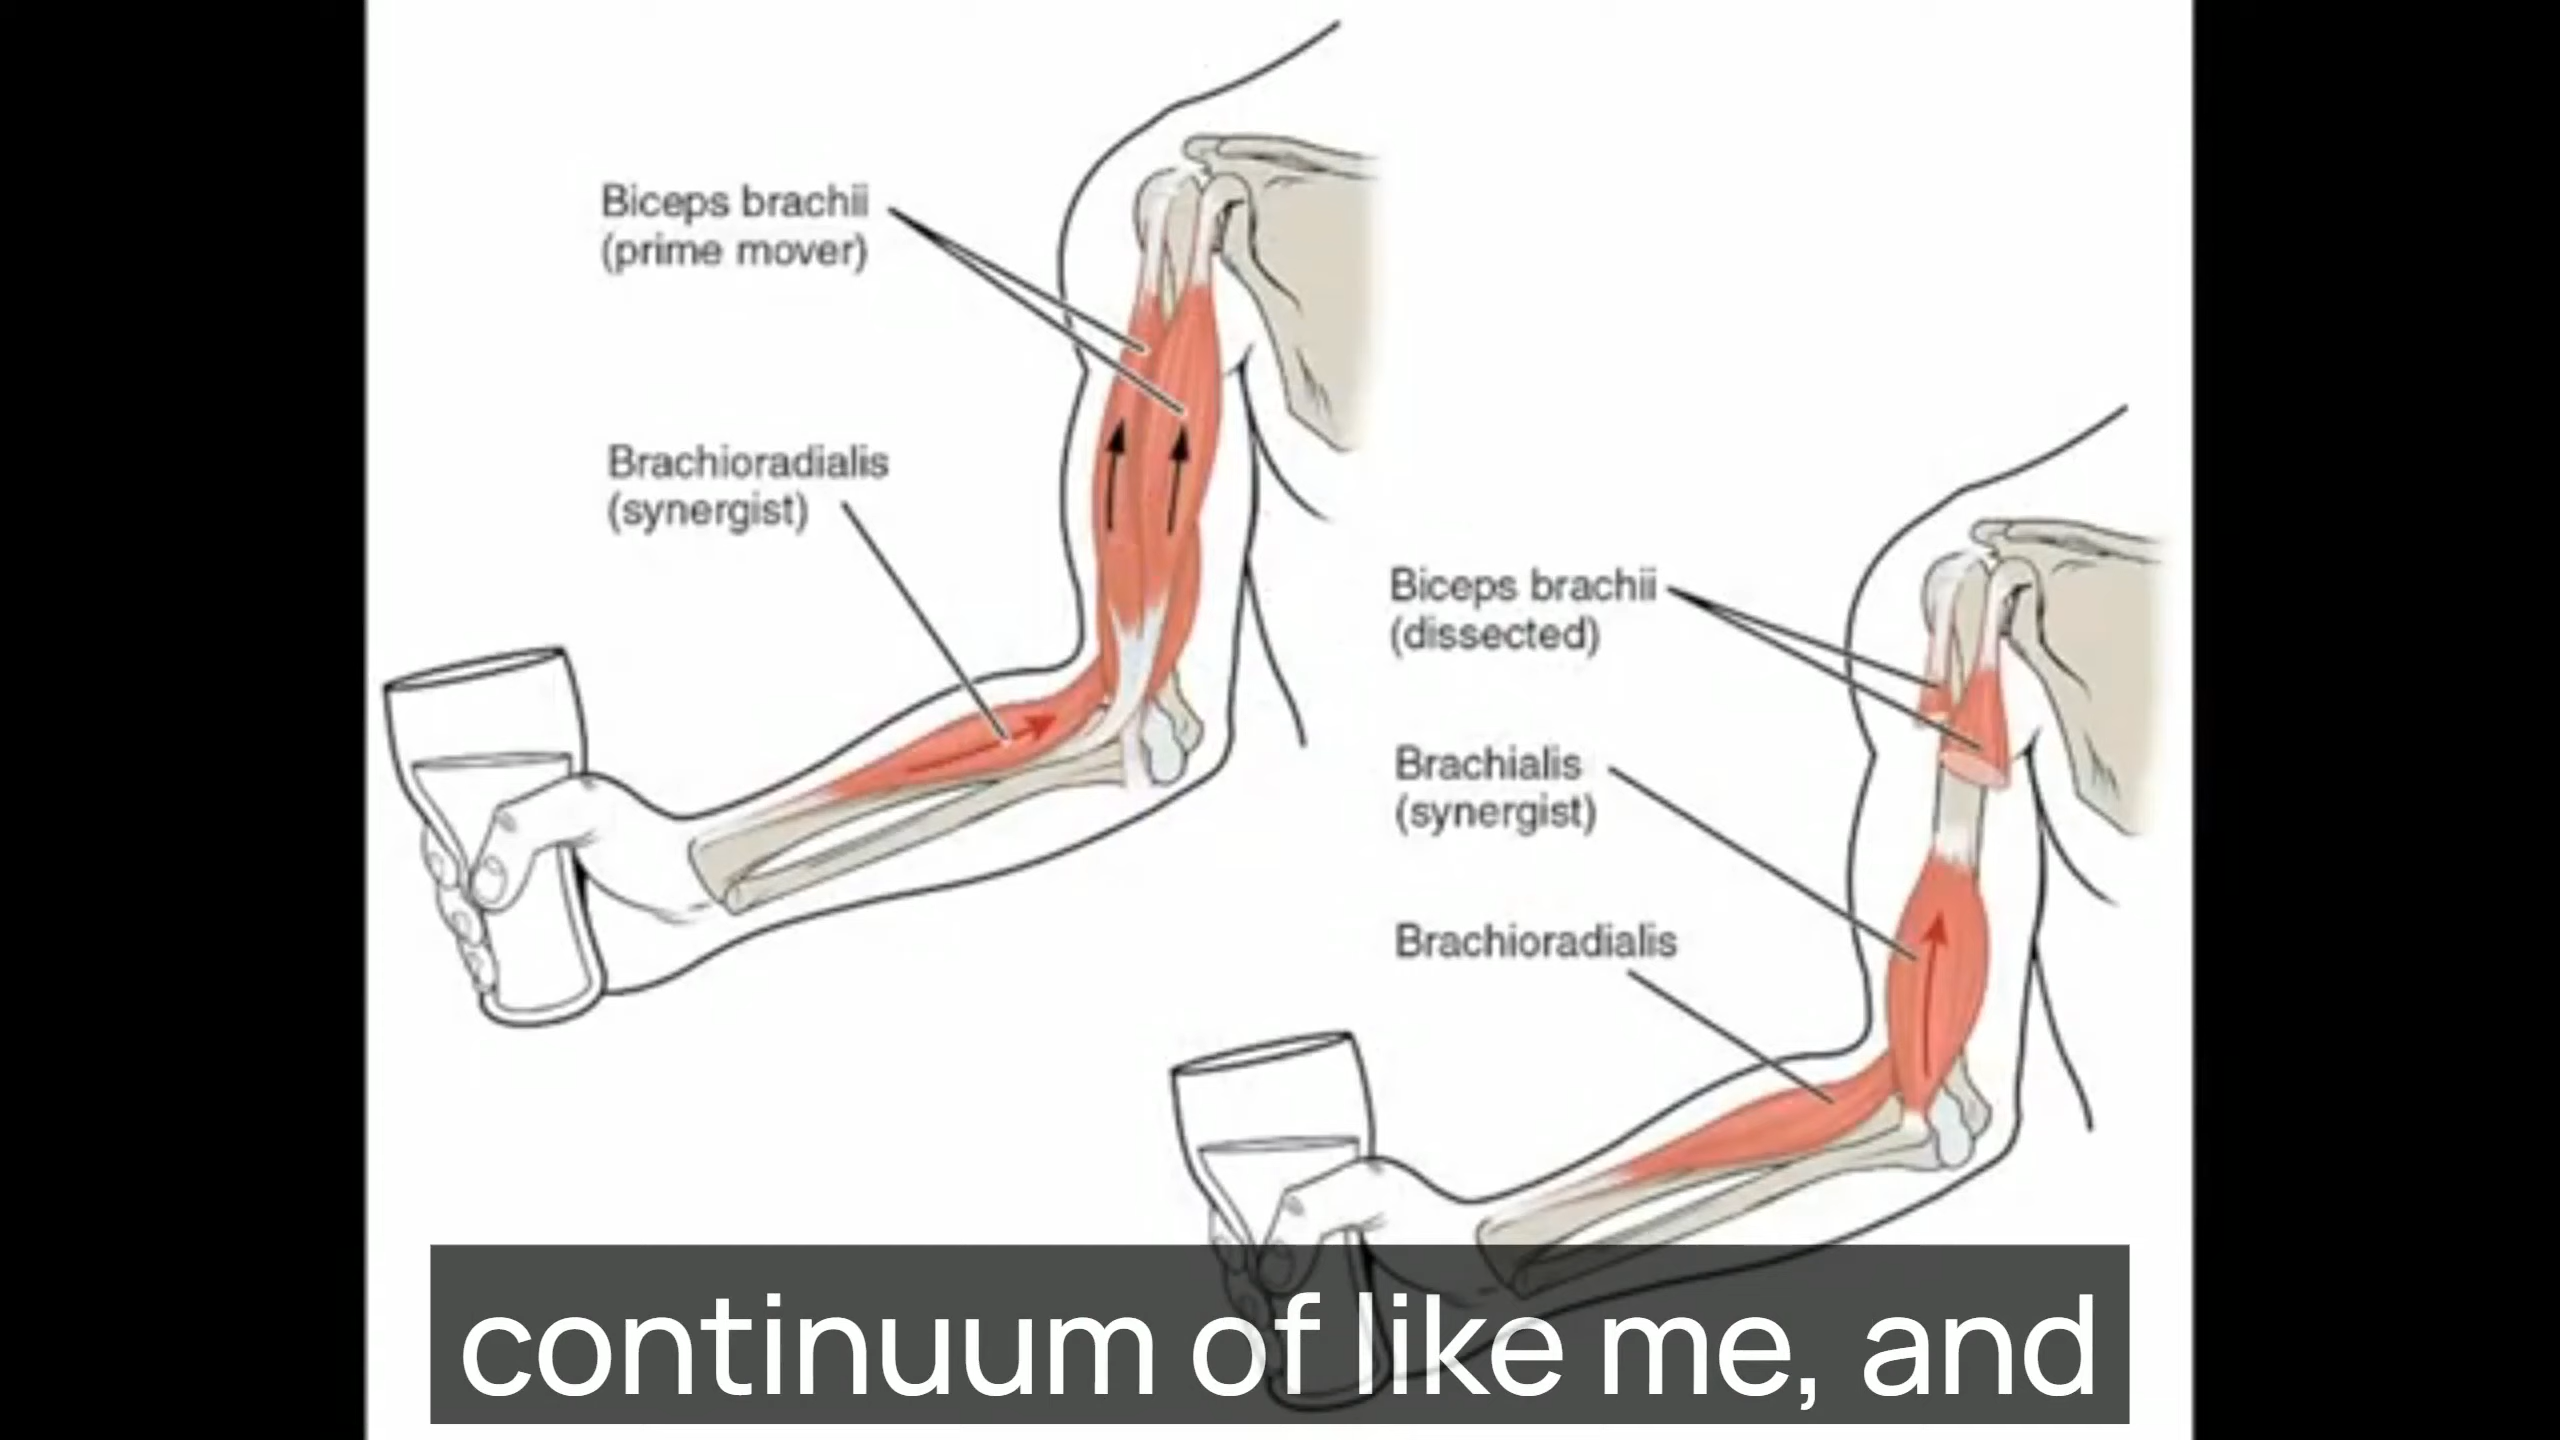 Biceps brachii
(prime mover)
Brachioradialis
(synergist)
Biceps brachii
(dissected)
Brachialis
(synergist)
Brachioradialis
continuum of like me, and